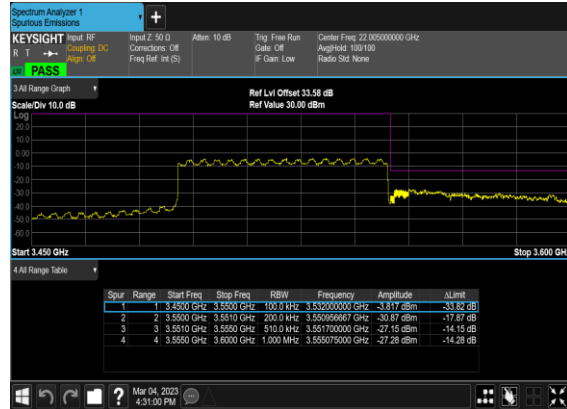 Spectrum Analyzer 1
Spurious Emissions
+
KEYSIGHT Input: RF Input Z: 50 Ω Atten: 10 dB Trig: Free Run Center Freq: 22.005000000 GHz
R T Coupling: DC Corrections: Off Gate: Off Avg|Hold: 100/100
Align: Off Freq Ref: Int (S) IF Gain: Low Radio Std: None
PASS
3 All Range Graph
Ref Lvl Offset 33.58 dB
Scale/Div 10.0 dB Ref Value 30.00 dBm
Log
20.0
10.0
0.00
-10.0
-20.0
-30.0
-40.0
-50.0
-60.0
Start 3.450 GHz Stop 3.600 GH
4 All Range Table
Spur Range Start Freq Stop Freq RBW Frequency Amplitude ΔLimit
1 1 3.4500 GHz 3.5500 GHz 100.0 kHz 3.532000000 GHz -3.817 dBm -33.82 dB
2 2 3.5500 GHz 3.5510 GHz 200.0 kHz 3.550956667 GHz -30.87 dBm -17.87 dB
3 3 3.5510 GHz 3.5550 GHz 510.0 kHz 3.551700000 GHz -27.15 dBm -14.15 dB
4 4 3.5550 GHz 3.6000 GHz 1.000 MHz 3.555075000 GHz -27.28 dBm -14.28 dB
? Mar 04, 2023
4:31:00 PM